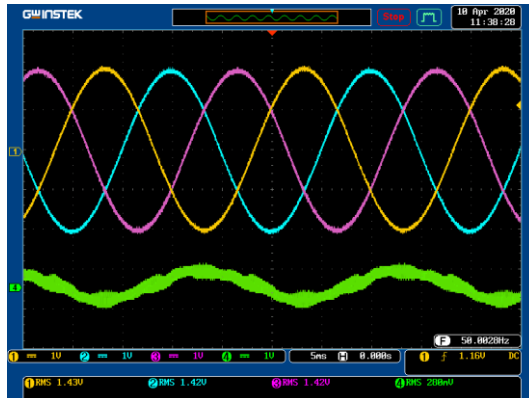 GWINSTEK
Stop
10 Apr 2020
11:38:28
1
4
F 50.0028Hz
1 1V 2 1V 3 1V 4 1V 5ms H 0.000s 1 1.16V DC
1 RMS 1.43V 2 RMS 1.42V 3 RMS 1.42V 4 RMS 280mV